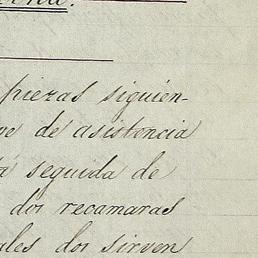 piezas siguien-
de asistencia
seguida de
dos recamaras
dos sirven